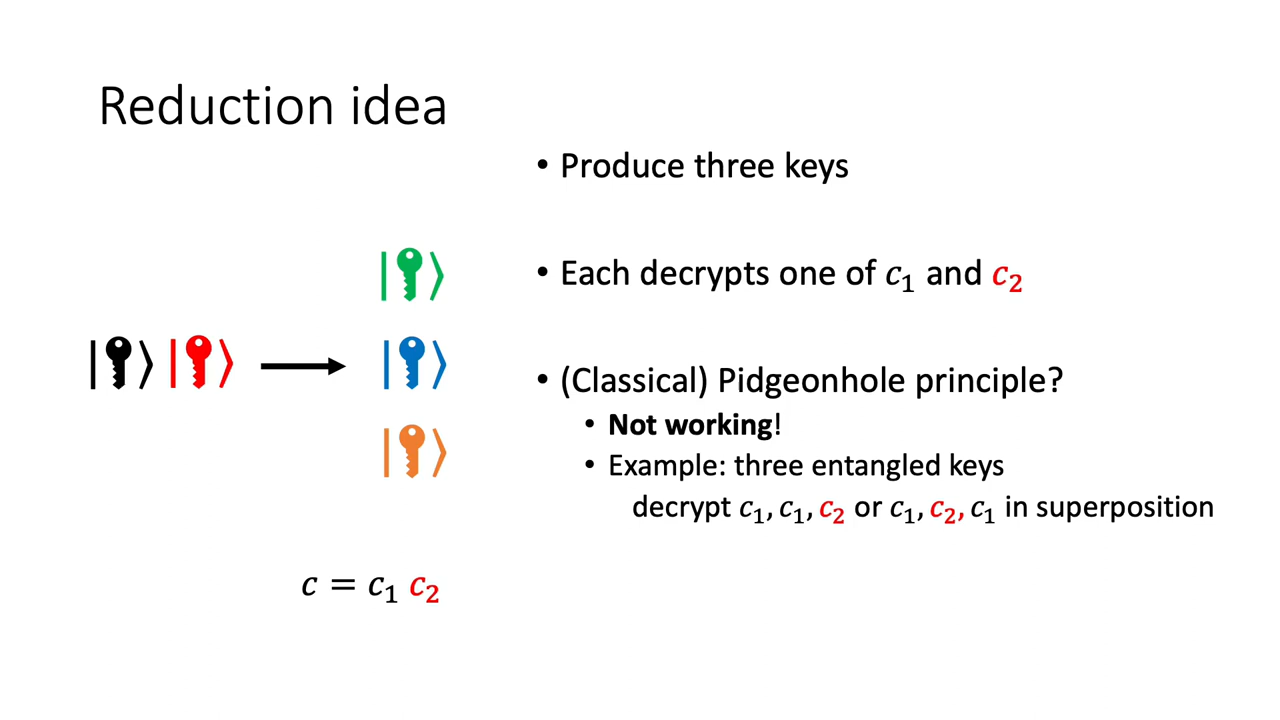 Reduction idea
• Produce three keys
• Each decrypts one of c₁ and c₂
• (Classical) Pidgeonhole principle?
• Not working!
• Example: three entangled keys
decrypt c₁, c₁, c₂ or c₁, c₂, c₁ in superposition
c = c₁ c₂